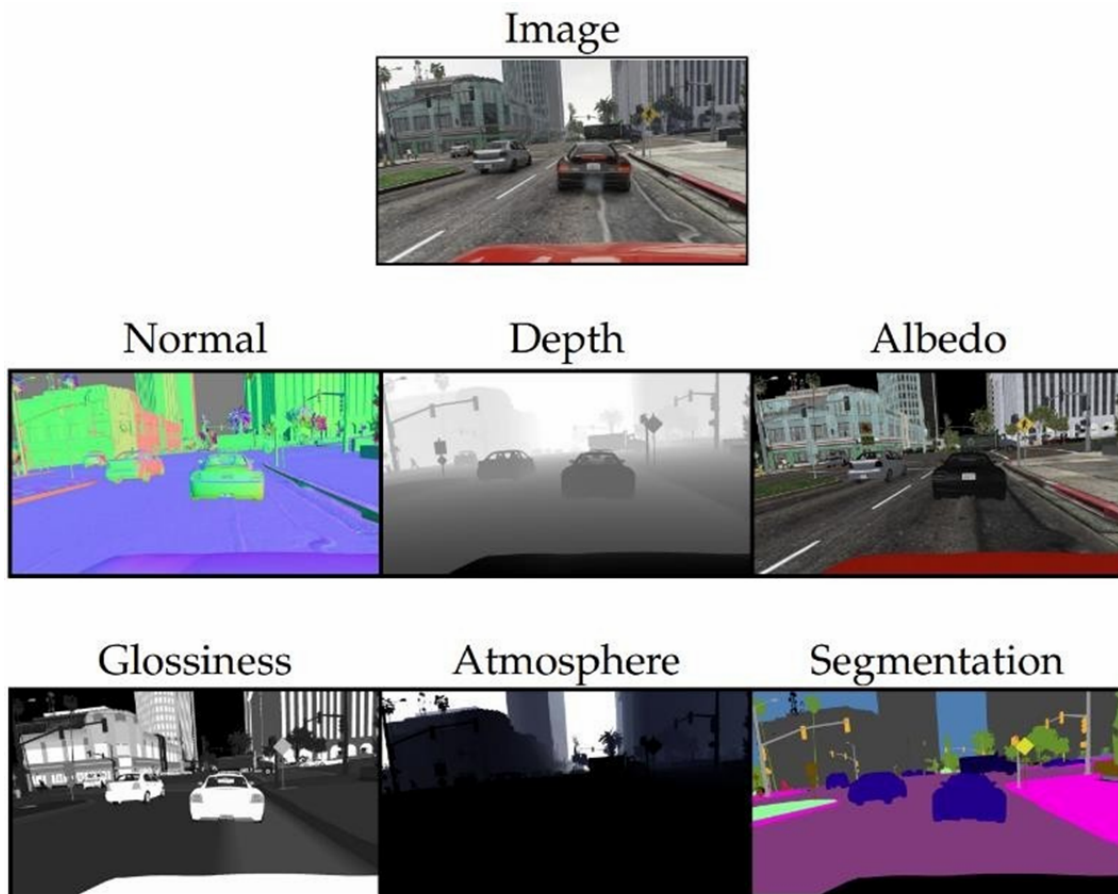 Image
Normal
Depth
Albedo
Glossiness
Atmosphere
Segmentation